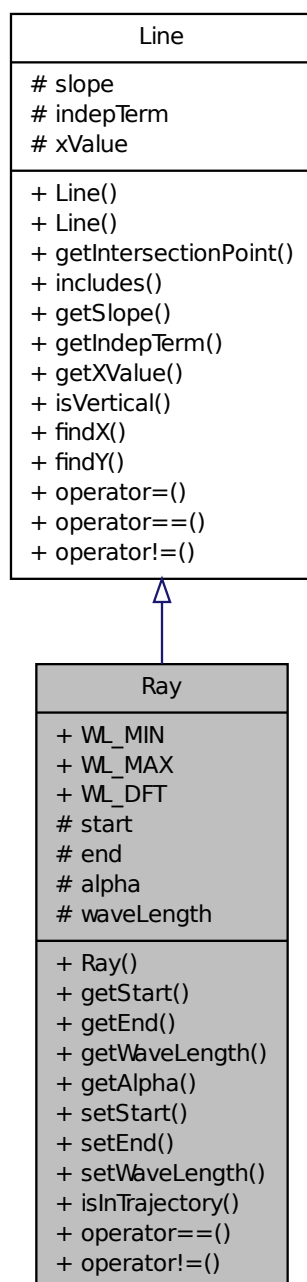 Line
# slope
# indepTerm
# xValue
+ Line()
+ Line()
+ getIntersectionPoint()
+ includes()
+ getSlope()
+ getIndepTerm()
+ getXValue()
+ isVertical()
+ findX()
+ findY()
+ operator=()
+ operator==()
+ operator!=()
Ray
+ WL_MIN
+ WL_MAX
+ WL_DFT
# start
# end
# alpha
# waveLength
+ Ray()
+ getStart()
+ getEnd()
+ getWaveLength()
+ getAlpha()
+ setStart()
+ setEnd()
+ setWaveLength()
+ isInTrajectory()
+ operator==()
+ operator!=()